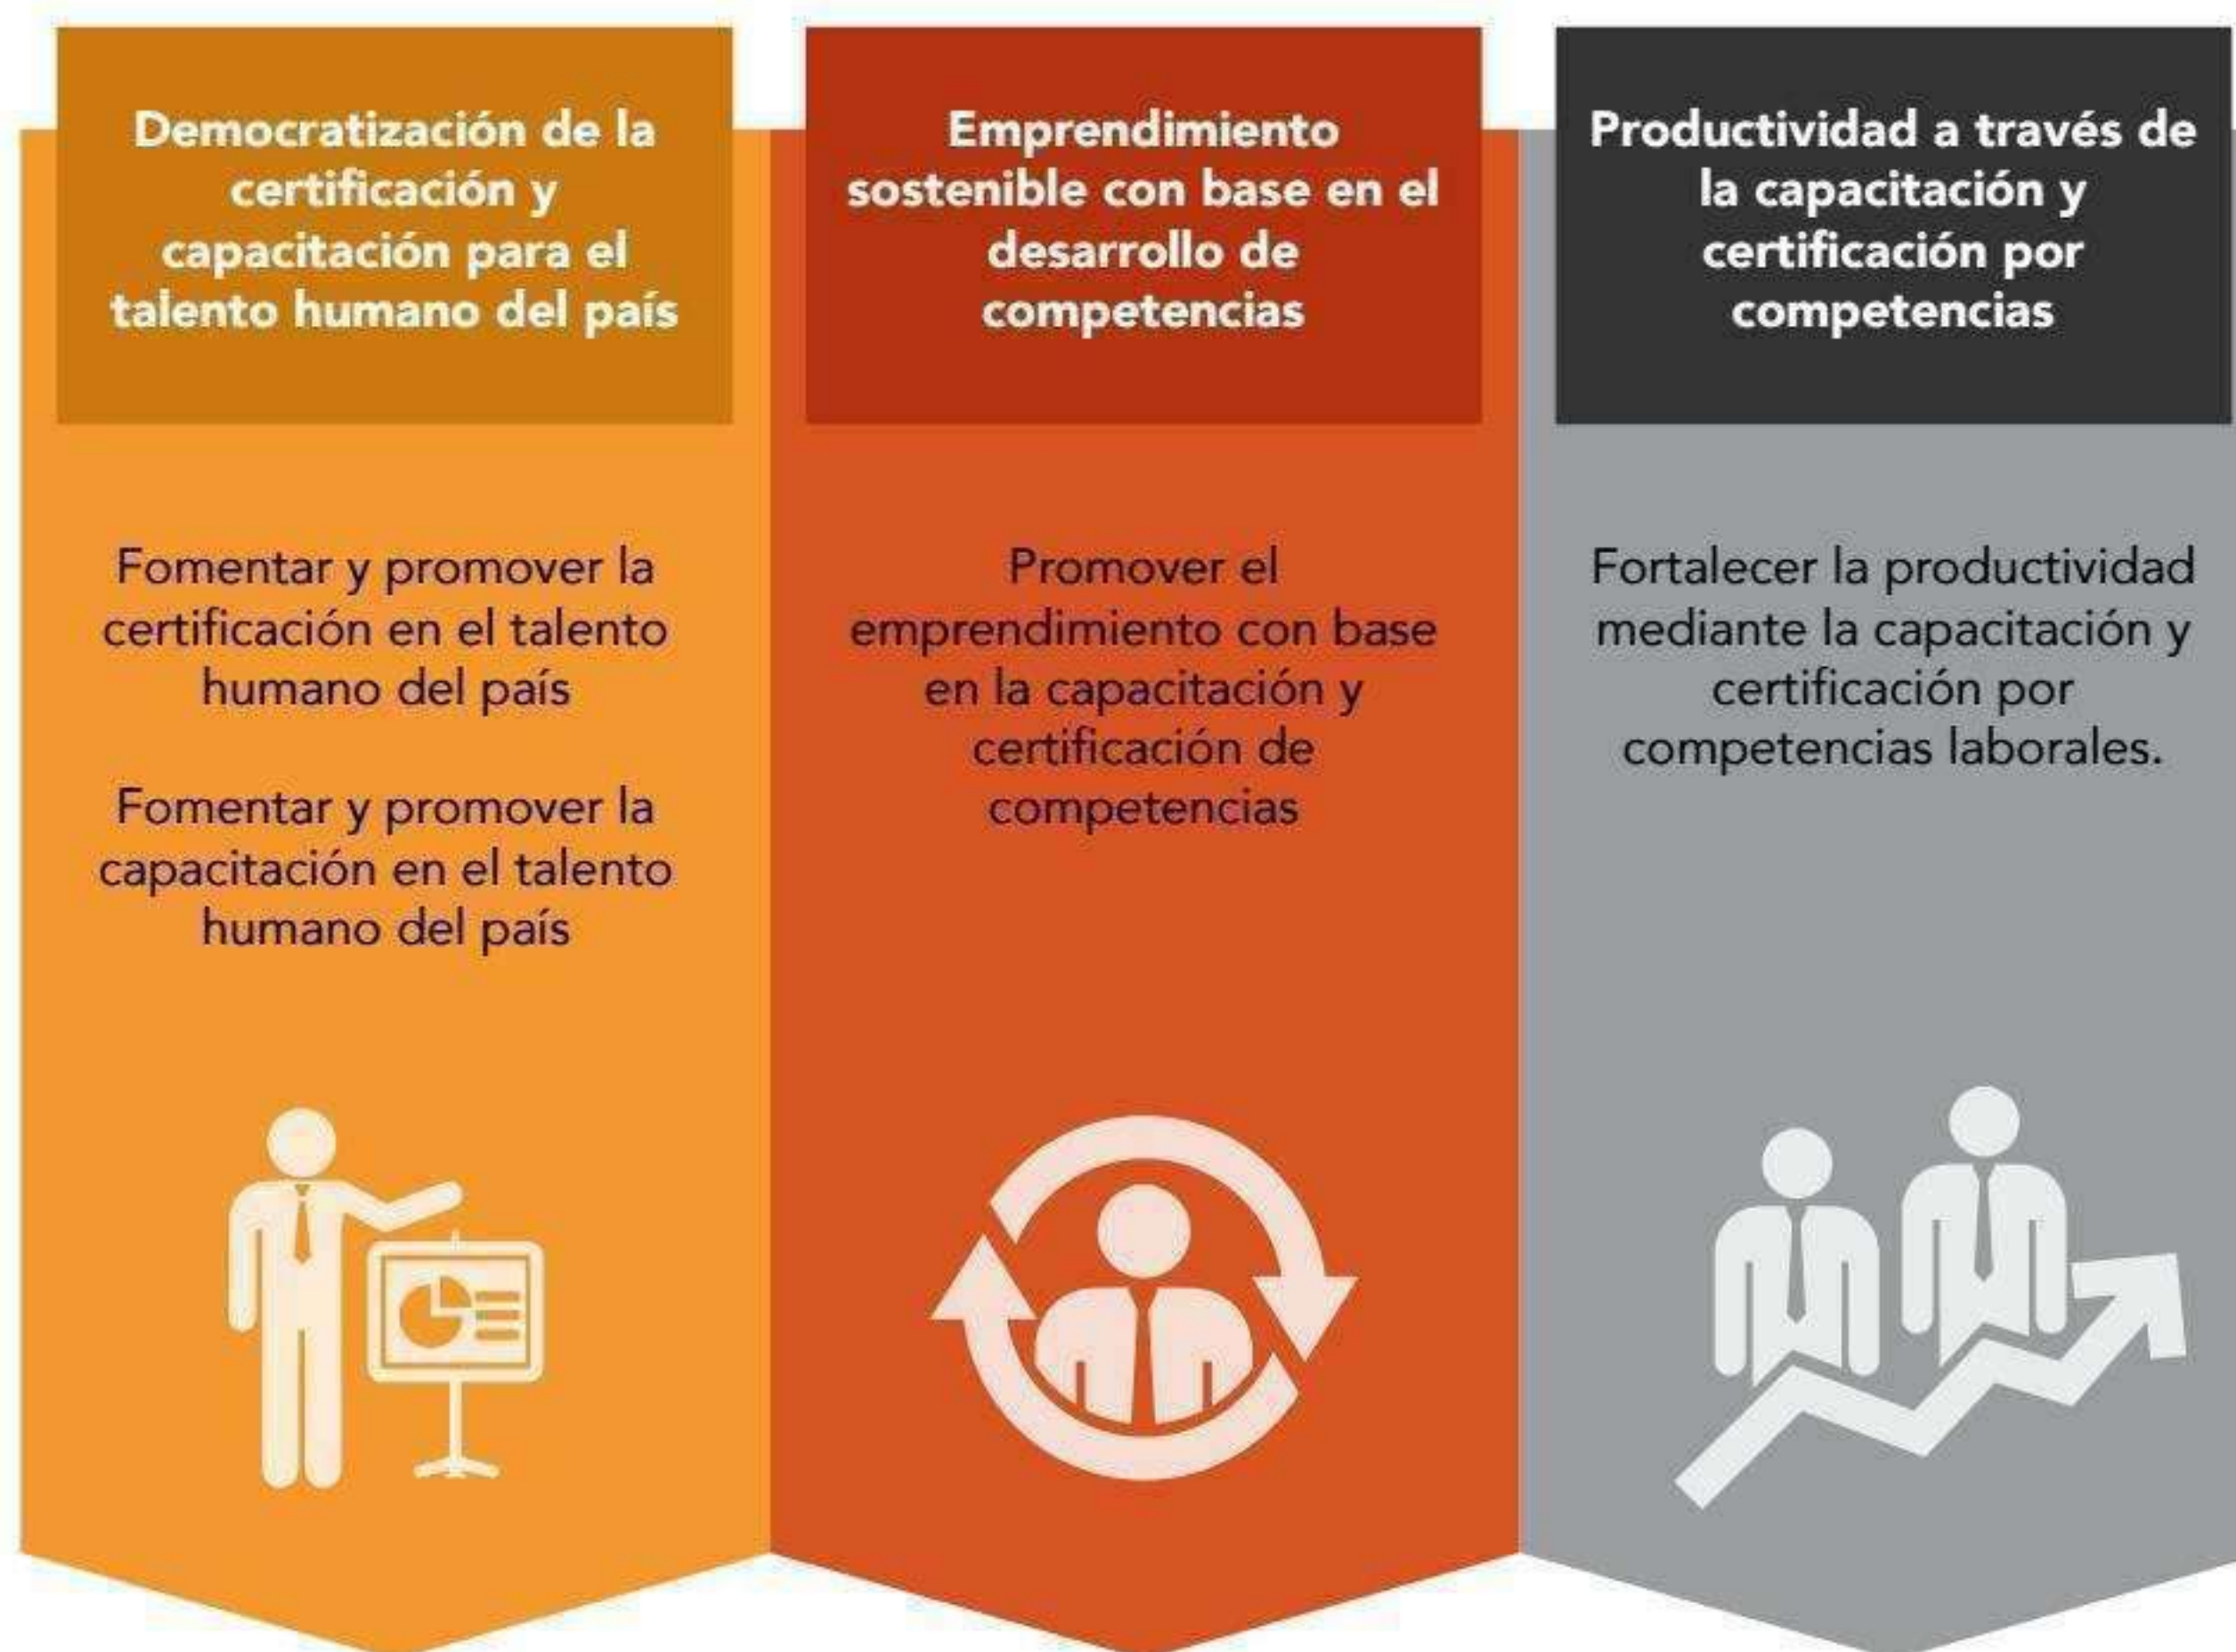 Democratización de la
certificación y
capacitación para el
talento humano del país
Fomentar y promover la
certificación en el talento
humano del país
Fomentar y promover la
capacitación en el talento
humano del país
Emprendimiento
sostenible con base en el
desarrollo de
competencias
Promover el
emprendimiento con base
en la capacitación y
certificación de
competencias
Productividad a través de
la capacitación y
certificación por
competencias
Fortalecer la productividad
mediante la capacitación y
certificación por
competencias laborales.